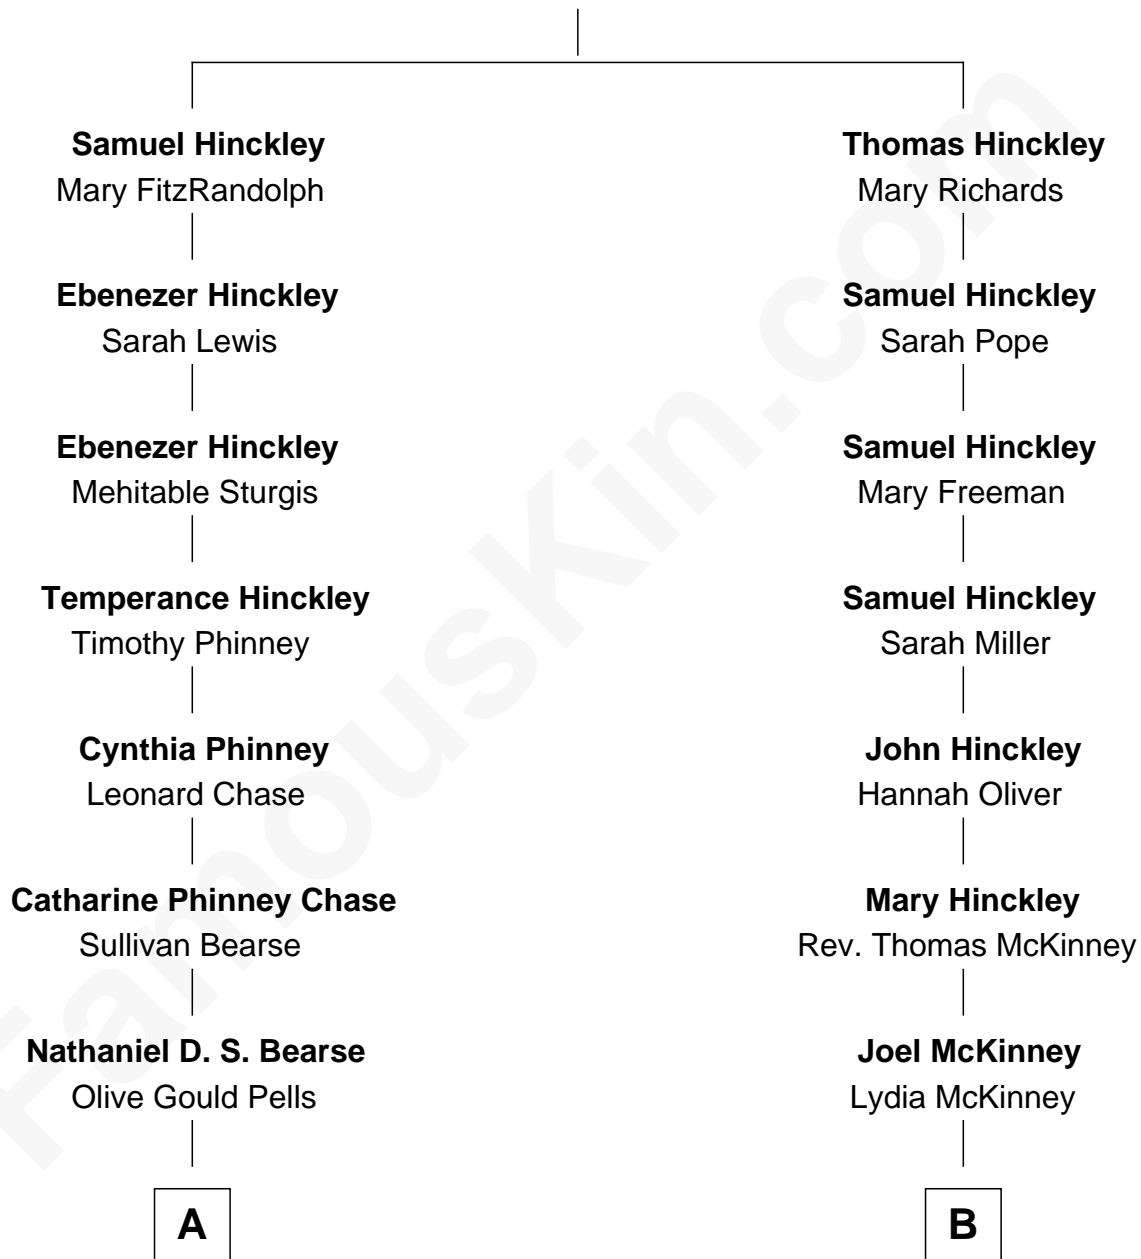 Samuel Hinckley
Mary FitzRandolph
Ebenezer Hinckley
Sarah Lewis
Ebenezer Hinckley
Mehitable Sturgis
Temperance Hinckley
Timothy Phinney
Cynthia Phinney
Leonard Chase
Catharine Phinney Chase
Sullivan Bearse
Nathaniel D. S. Bearse
Olive Gould Pells
A
Thomas Hinckley
Mary Richards
Samuel Hinckley
Sarah Pope
Samuel Hinckley
Mary Freeman
Samuel Hinckley
Sarah Miller
John Hinckley
Hannah Oliver
Mary Hinckley
Rev. Thomas McKinney
Joel McKinney
Lydia McKinney
B
FamousKin.com